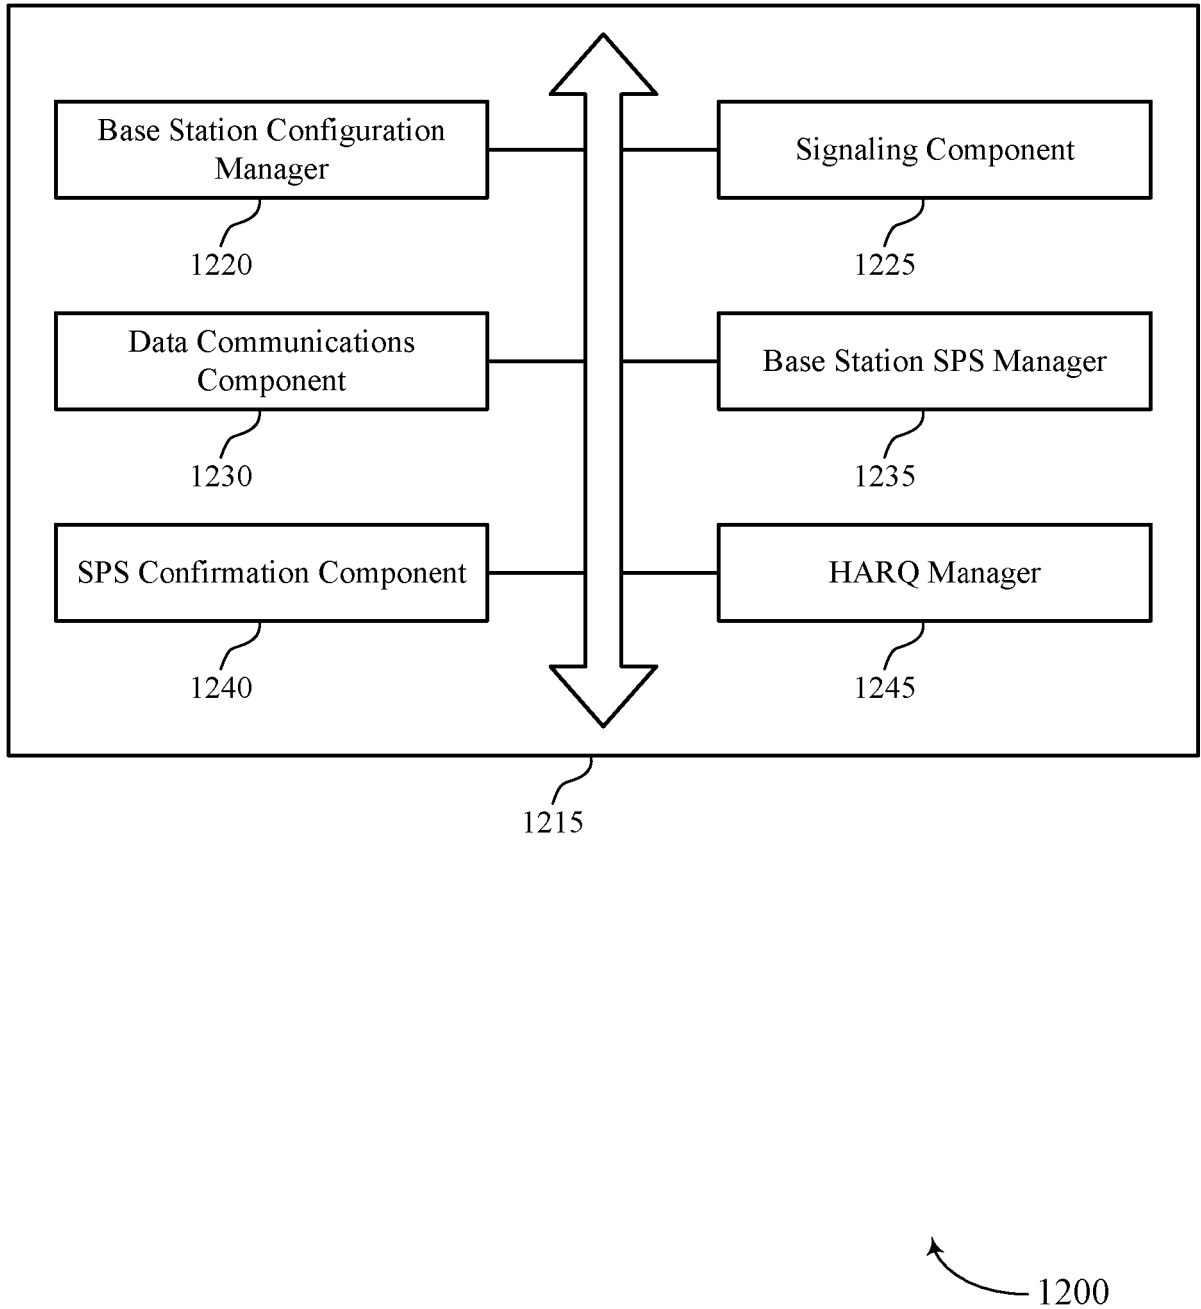 Base Station Configuration
Manager
1220
Signaling Component
1225
Data Communications
Component
1230
Base Station SPS Manager
1235
SPS Confirmation Component
1240
HARQ Manager
1245
1215
1200